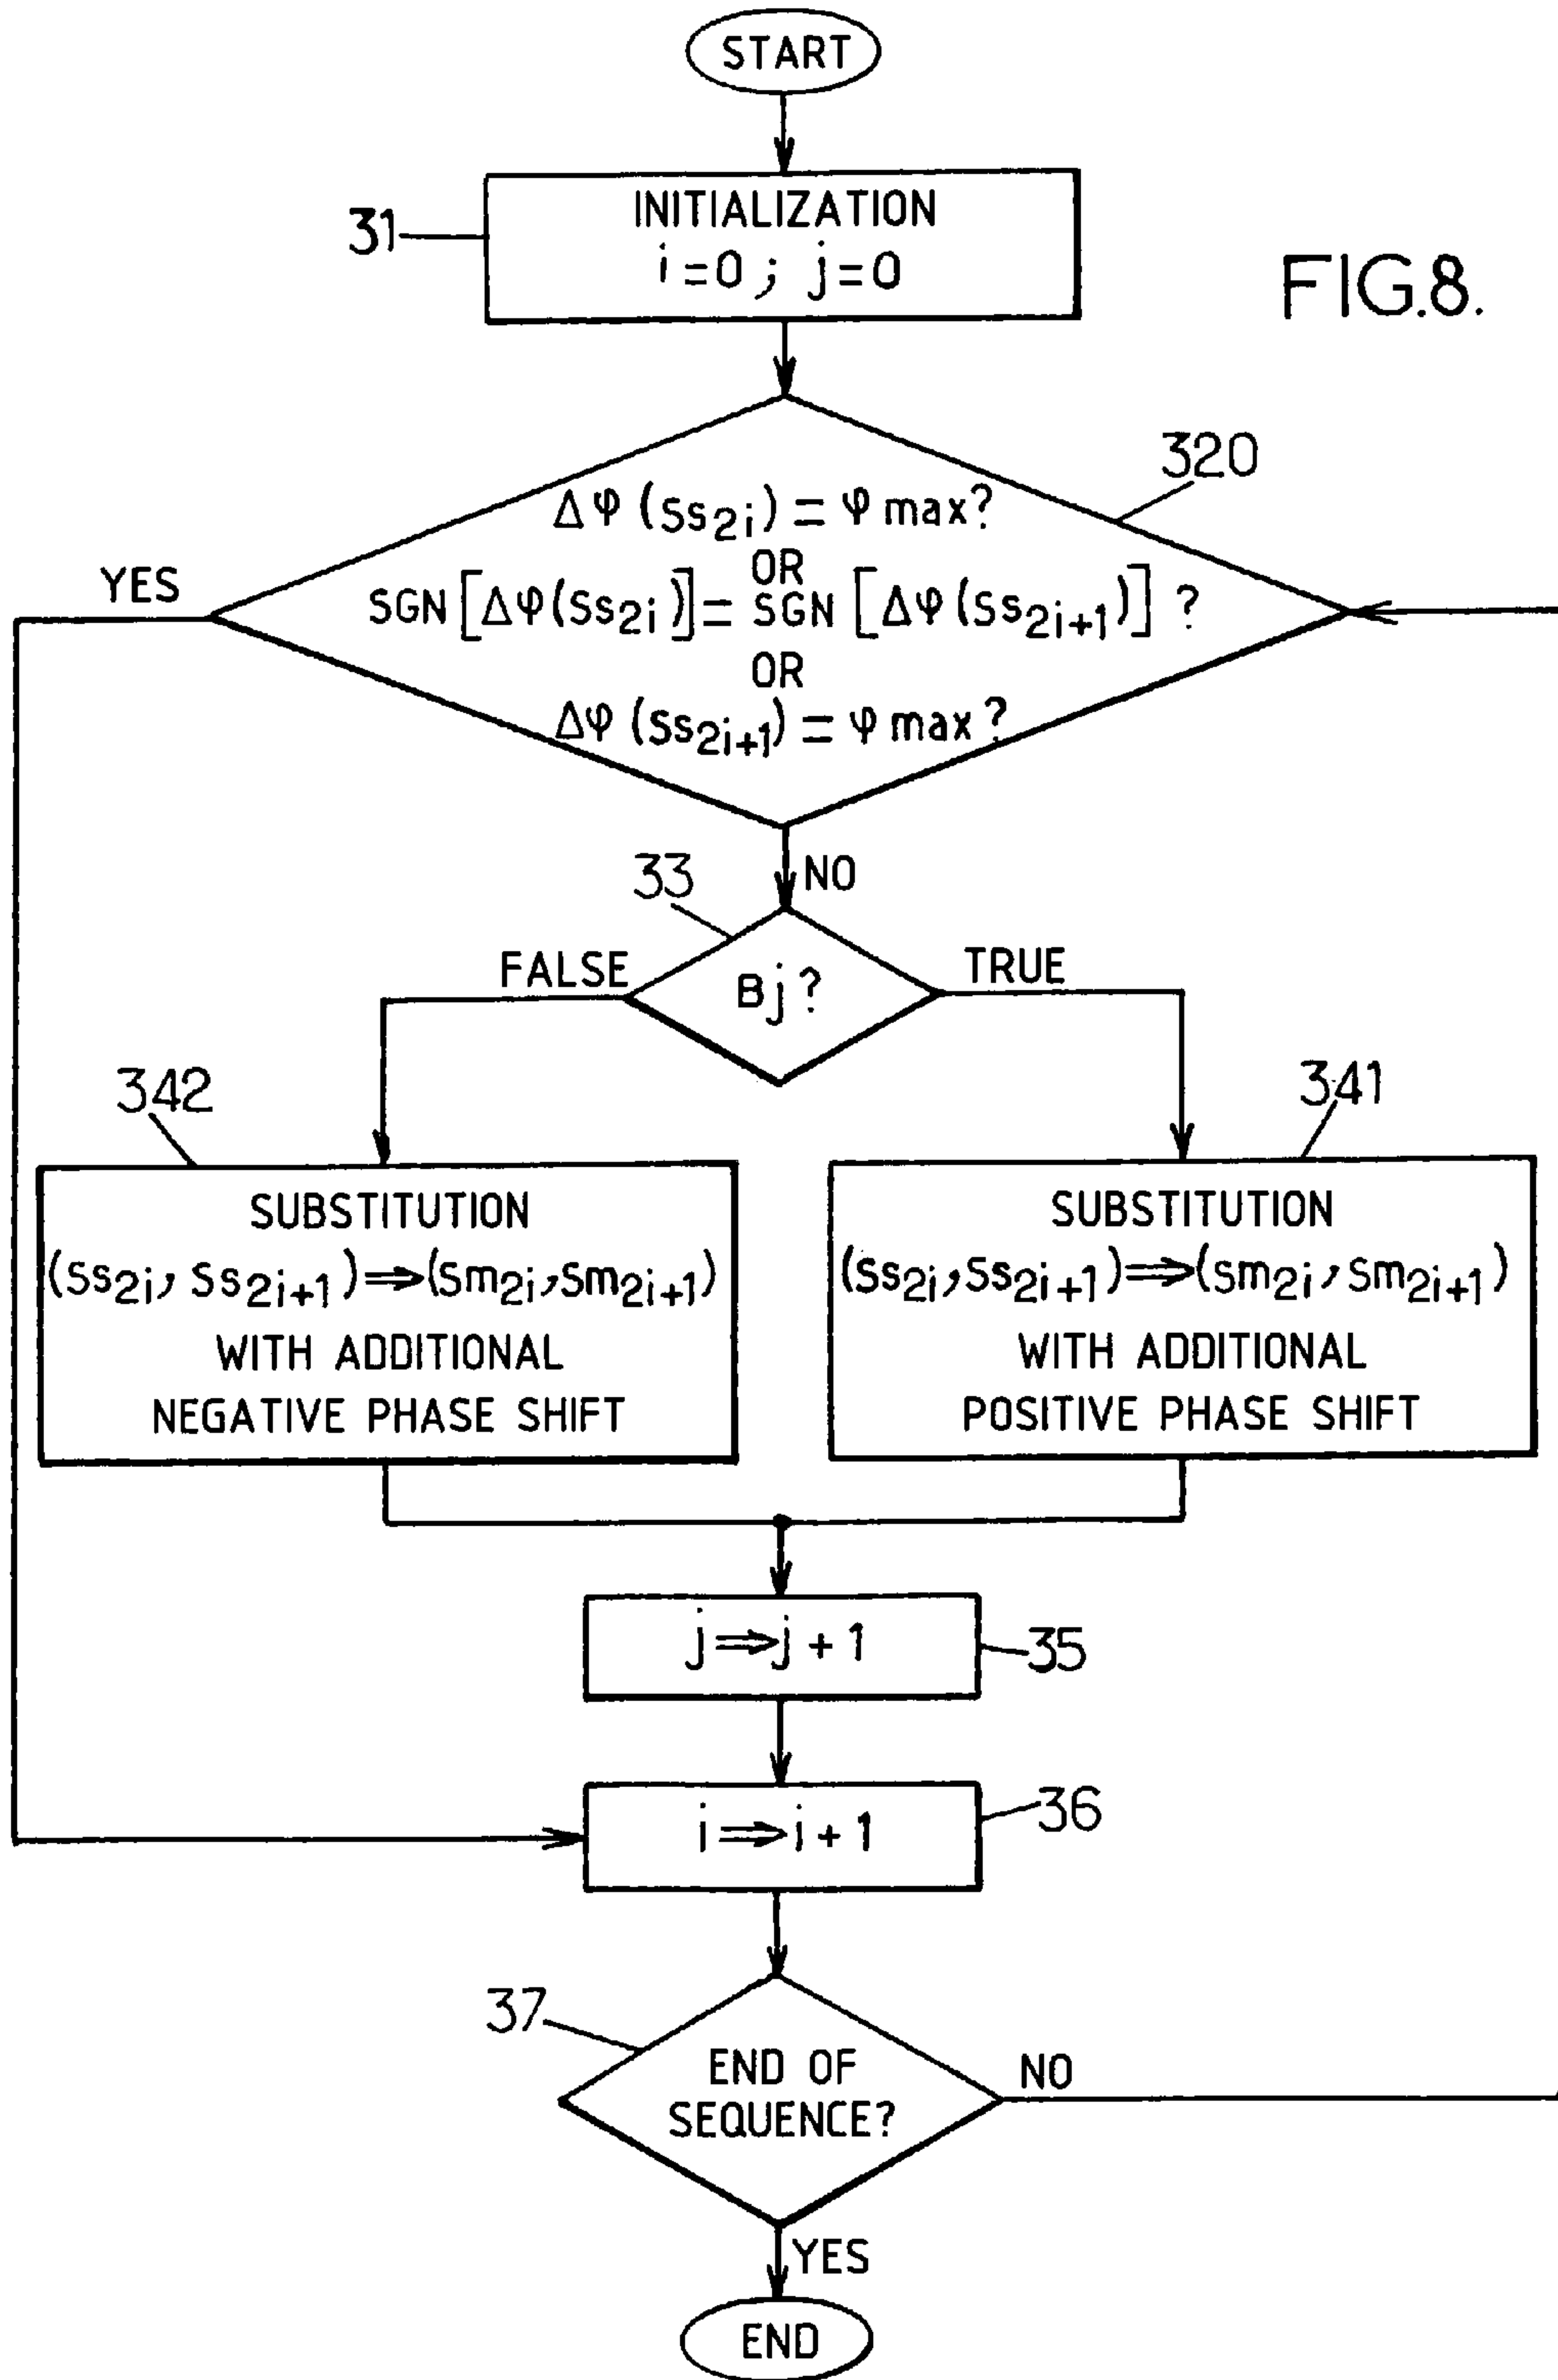 START
31
INITIALIZATION
i=0 ; j=0
FIG.8.
320
Δφ (Ss2i) = φ max?
OR
YES
SGN [Δφ(Ss2i)] = SGN [Δφ(Ss2i+1)] ?
OR
Δφ (Ss2i+1) = φ max?
NO
33
FALSE
Bj?
TRUE
342
341
SUBSTITUTION
(Ss2i, Ss2i+1) ⇒ (Sm2i, Sm2i+1)
WITH ADDITIONAL
NEGATIVE PHASE SHIFT
SUBSTITUTION
(Ss2i, Ss2i+1) ⇒ (Sm2i, Sm2i+1)
WITH ADDITIONAL
POSITIVE PHASE SHIFT
j ⇒ j + 1
35
i ⇒ i + 1
36
37
END OF
SEQUENCE?
NO
YES
END